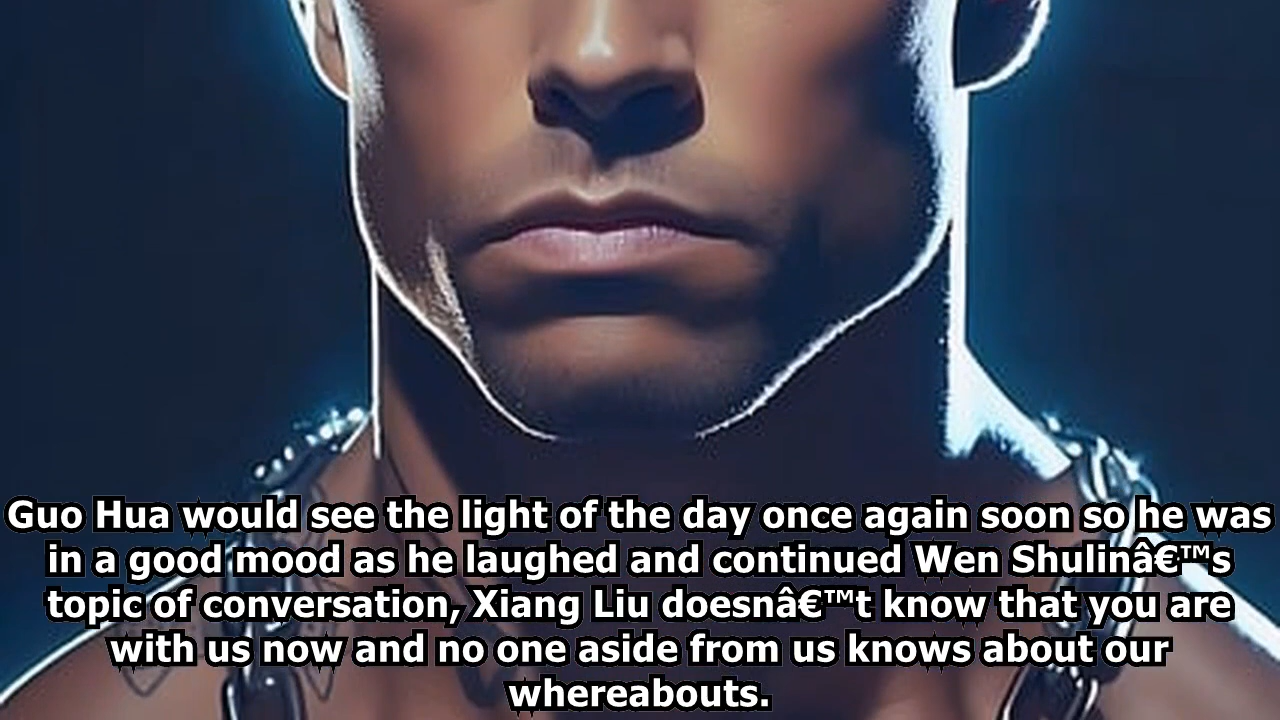 Guo Hua would see the light of the day once again soon so he was
in a good mood as he laughed and continued Wen Shulinâ€™s
topic of conversation, Xiang Liu doesnâ€™t know that you are
with us now and no one aside from us knows about our
whereabouts.